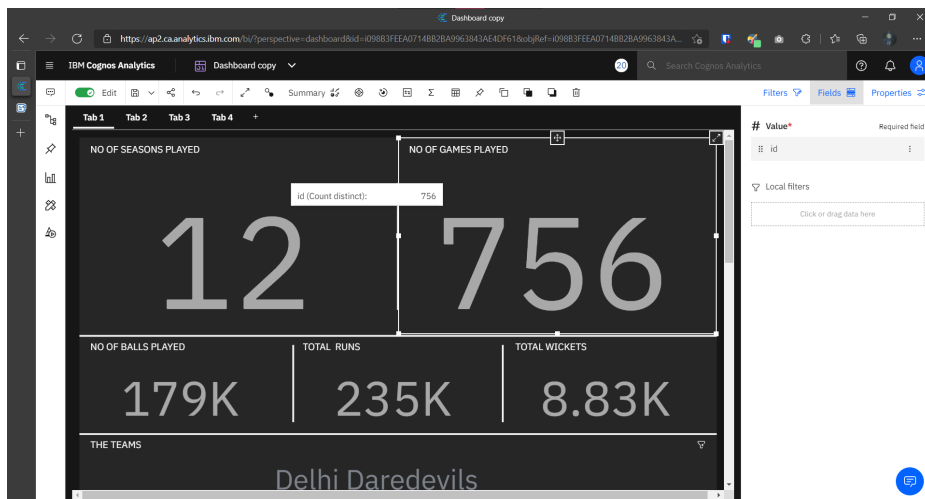 Dashboard copy
https://ap2.ca.analytics.ibm.com/bi/?perspective=dashboard&id=i098B3FEEA0714BB2BA9963843AE4DF61&objRef=i098B3FEEA0714BB2BA9963843A...
IBM Cognos Analytics
Dashboard copy
20
Search Cognos Analytics
Edit
Summary
Filters
Fields
Properties
Tab 1
Tab 2
Tab 3
Tab 4
+
# Value*
Required field
id
Local filters
Click or drag data here
NO OF SEASONS PLAYED
NO OF GAMES PLAYED
id (Count distinct): 756
12
756
NO OF BALLS PLAYED
TOTAL RUNS
TOTAL WICKETS
179K
235K
8.83K
THE TEAMS
Delhi Daredevils